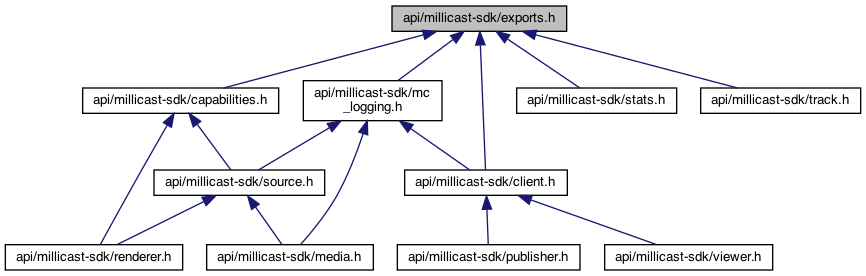 api/millicast-sdk/exports.h
api/millicast-sdk/capabilities.h
api/millicast-sdk/mc
_logging.h
api/millicast-sdk/stats.h
api/millicast-sdk/track.h
api/millicast-sdk/source.h
api/millicast-sdk/client.h
api/millicast-sdk/renderer.h
api/millicast-sdk/media.h
api/millicast-sdk/publisher.h
api/millicast-sdk/viewer.h